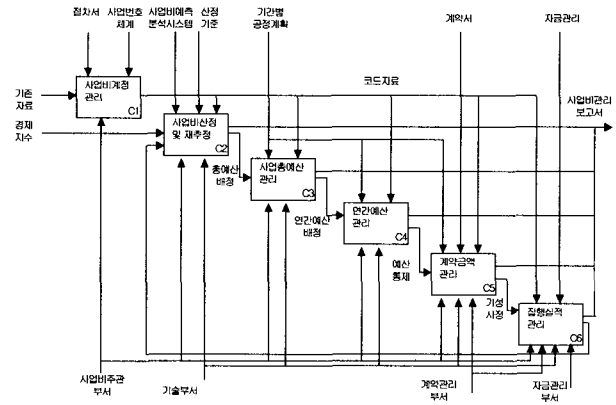 절차서
사업번호
체계
사업비예측
분석시스템
산정
기준
기간별
공정계획
계약서
자금관리
기존
자료
사업비계정
관리
C1
코드자료
사업비관리
보고서
경제
지수
사업비산정
및 재추정
C2
총예산
배정
사업총예산
관리
C3
연간예산
배정
연간예산
관리
C4
예산
통제
계약금액
관리
C5
기성
사정
집행실적
관리
C6
사업비주관
부서
기술부서
계약관리
부서
자금관리
부서